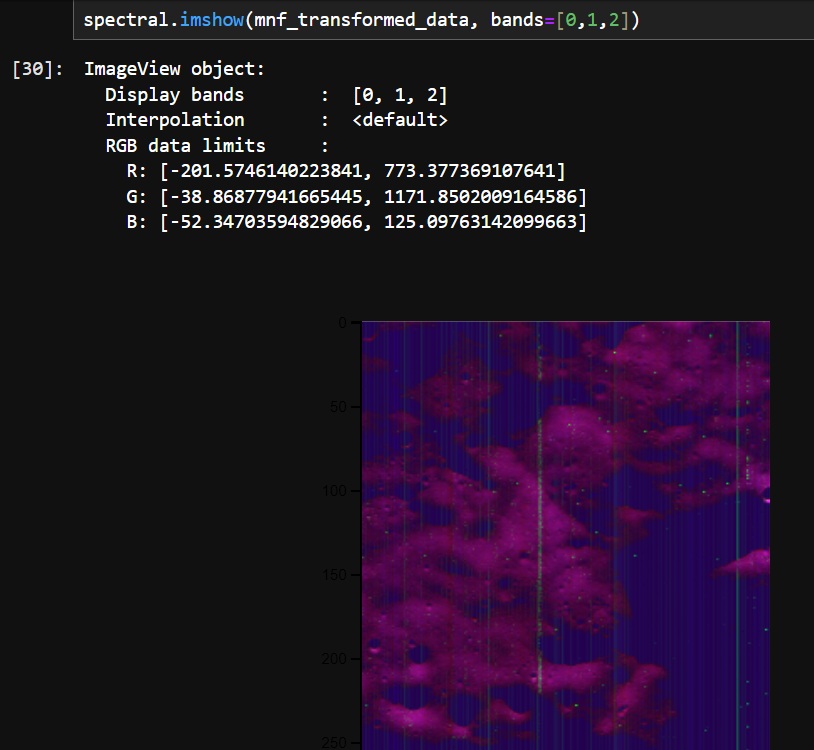 spectral.imshow(mnf_transformed_data, bands=[0,1,2])
[30]: ImageView object:
Display bands : [0, 1, 2]
Interpolation : <default>
RGB data limits :
R: [-201.5746140223841, 773.377369107641]
G: [-38.86877941665445, 1171.8502009164586]
B: [-52.34703594829066, 125.09763142099663]
0
50
100
150
200
250